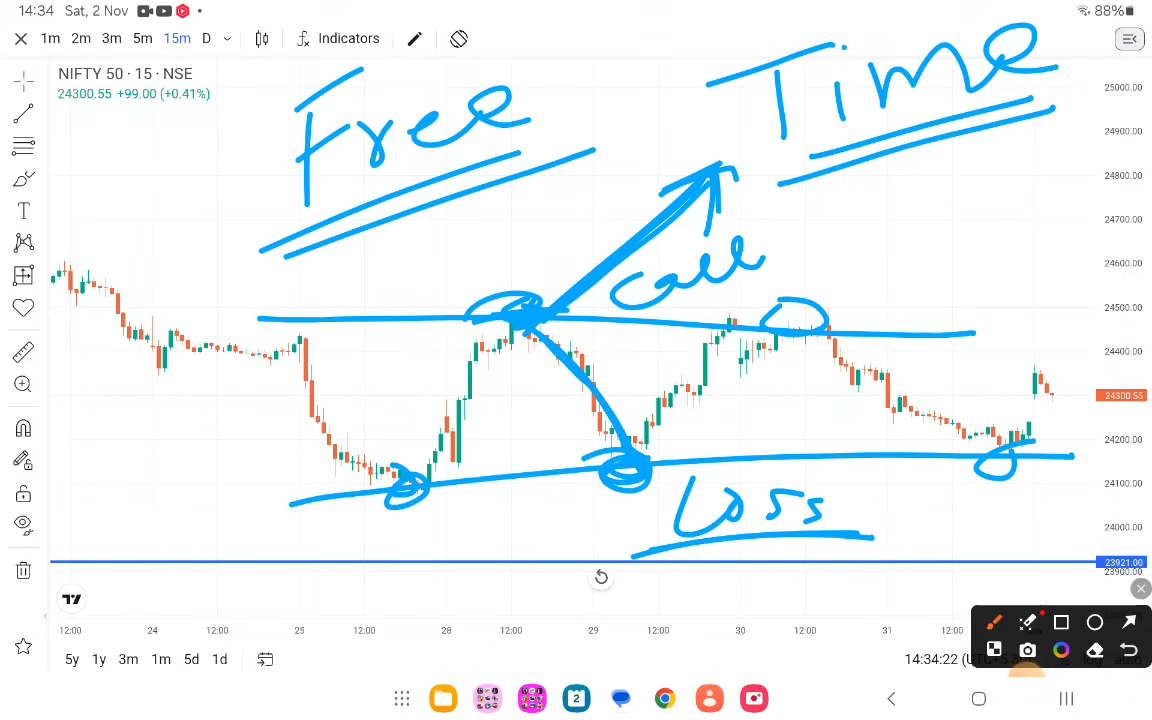 14:34 Sat, 2 Nov 88%
1m 2m 3m 5m 15m D Indicators
NIFTY 50 · 15 · NSE
24300.55 +99.00 (+0.41%)
Free Time
Call
Loss
25000.00
24900.00
24800.00
24700.00
24600.00
24500.00
24400.00
24300.55
24200.00
24100.00
24000.00
23921.00
23900.00
12:00 24 12:00 25 12:00 28 12:00 29 12:00 30 12:00 31 12:00
5y 1y 3m 1m 5d 1d 14:34:22